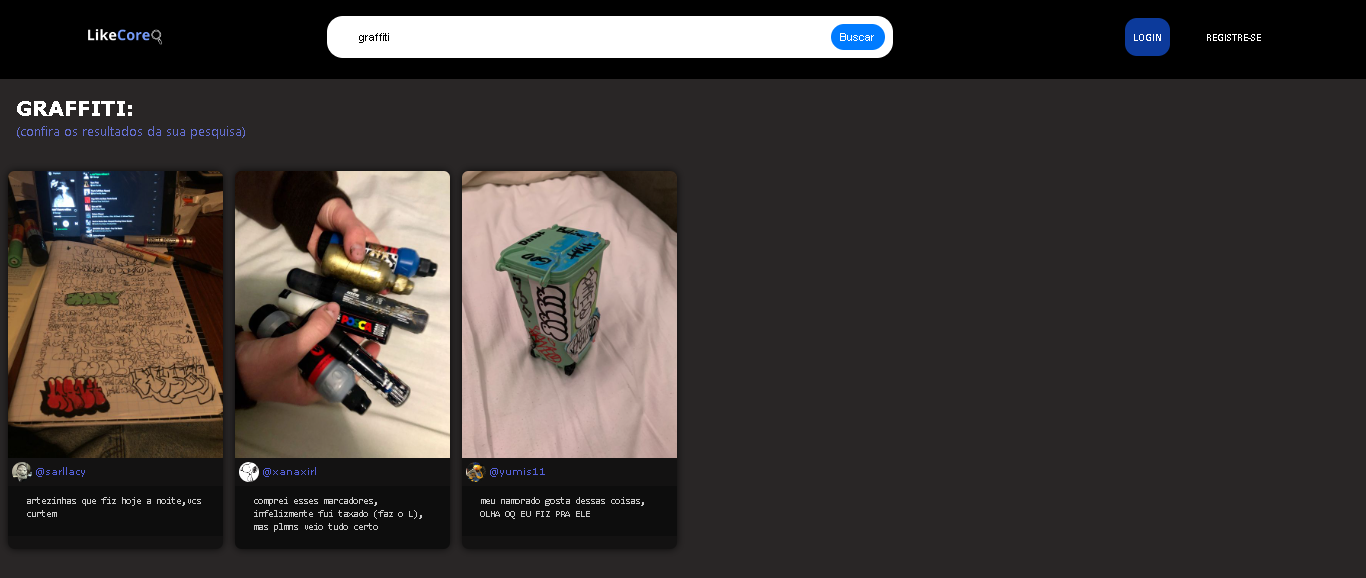 LikeCore
graffiti
Buscar
LOGIN
REGISTRE-SE
GRAFFITI:
(confira os resultados da sua pesquisa)
POSCA
@sarllacy
@xanaxirl
@yumis11
artezinhas que fiz hoje a noite,vcs
curtem
comprei esses marcadores,
infelizmente fui taxado (faz o L),
mas plmns veio tudo certo
meu namorado gosta dessas coisas,
OLHA OQ EU FIZ PRA ELE